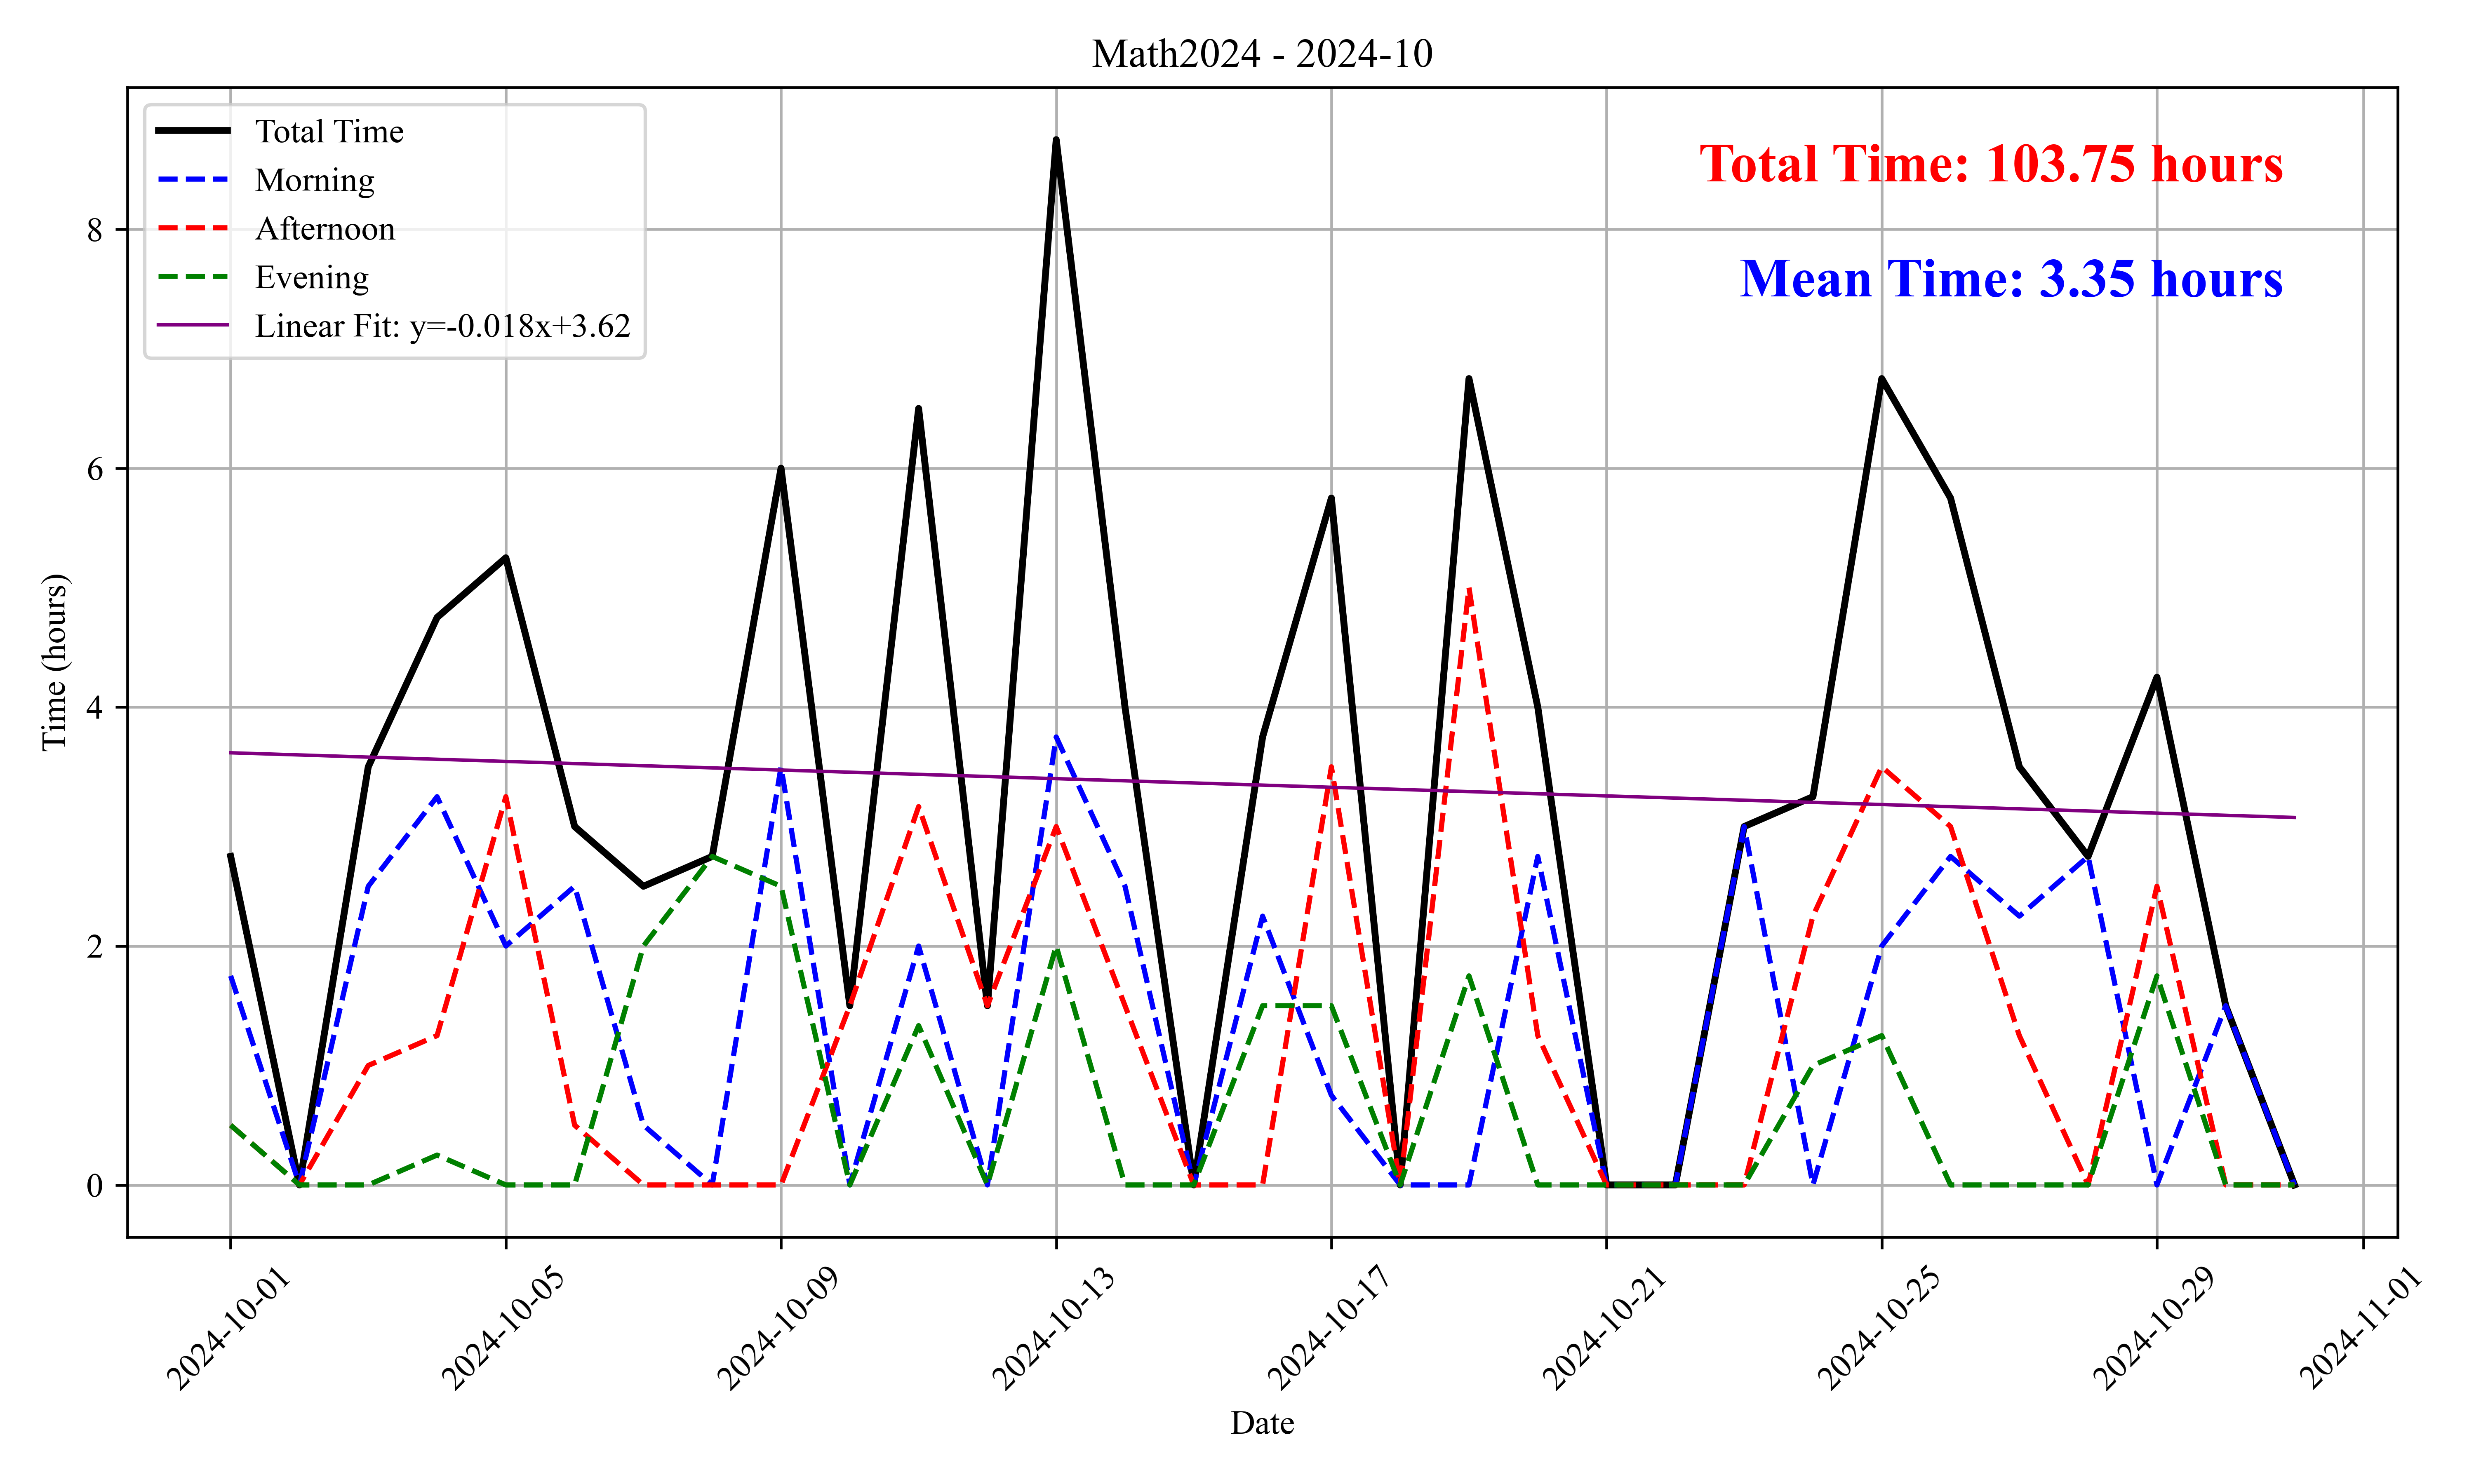 Math2024 - 2024-10
Total Time
Morning
Afternoon
Evening
Linear Fit: y=-0.018x+3.62
Total Time: 103.75 hours
Mean Time: 3.35 hours
Time (hours)
8
6
4
2
0
2024-10-01
2024-10-05
2024-10-09
2024-10-13
2024-10-17
2024-10-21
2024-10-25
2024-10-29
2024-11-01
Date